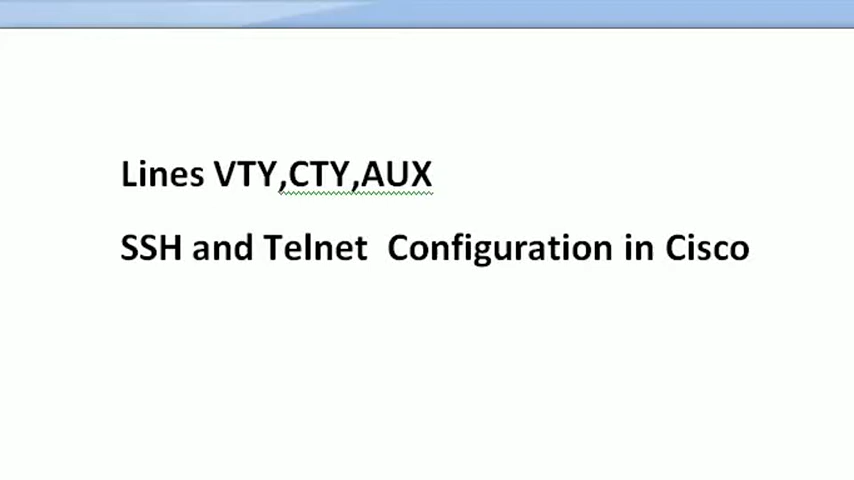 Lines VTY,CTY,AUX
SSH and Telnet  Configuration in Cisco